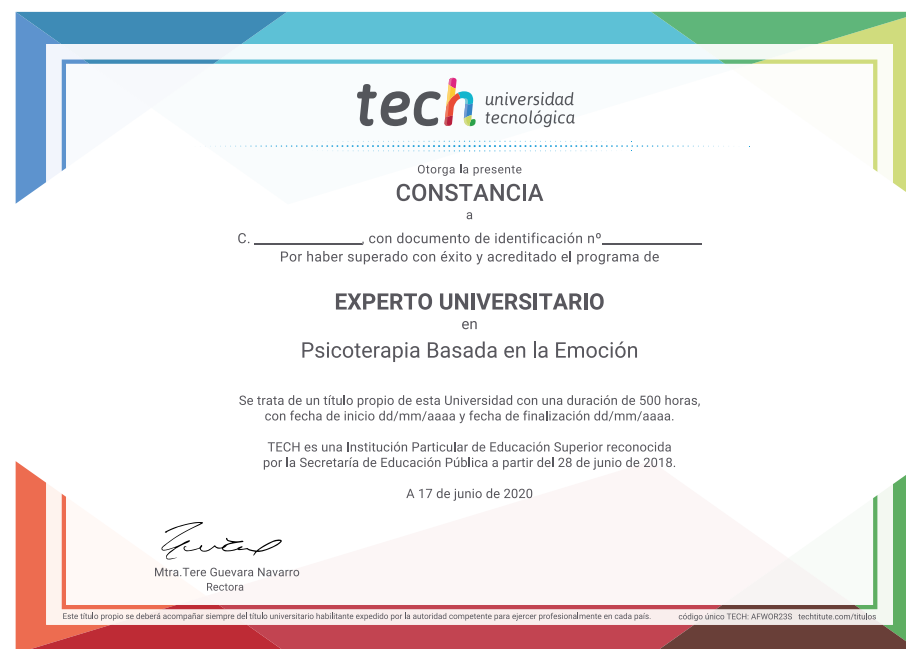 tech universidad
tecnológica
Otorga la presente
CONSTANCIA
a
C. ____________, con documento de identificación nº___________
Por haber superado con éxito y acreditado el programa de
EXPERTO UNIVERSITARIO
en
Psicoterapia Basada en la Emoción
Se trata de un título propio de esta Universidad con una duración de 500 horas,
con fecha de inicio dd/mm/aaaa y fecha de finalización dd/mm/aaaa.
TECH es una Institución Particular de Educación Superior reconocida
por la Secretaría de Educación Pública a partir del 28 de junio de 2018.
A 17 de junio de 2020
Mtra.Tere Guevara Navarro
Rectora
Este título propio se deberá acompañar siempre del título universitario habilitante expedido por la autoridad competente para ejercer profesionalmente en cada país. código único TECH: AFWOR23S techtitute.com/titulos